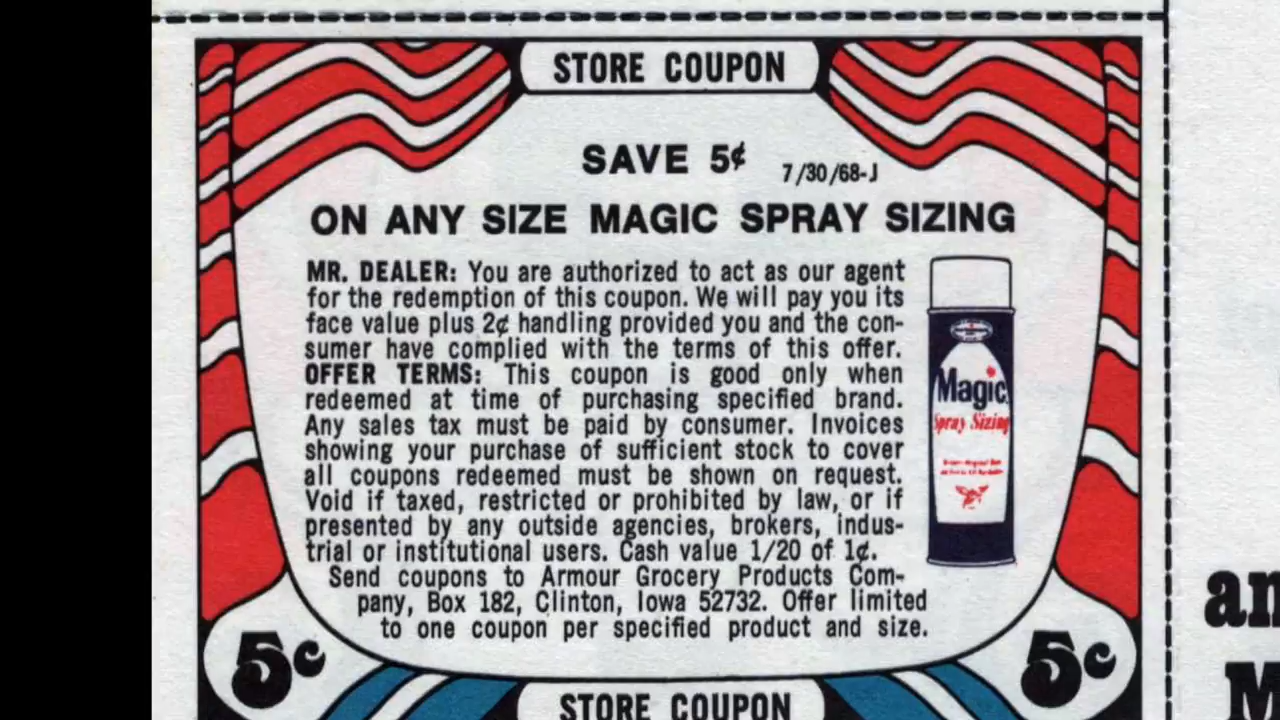 STORE COUPON
SAVE 5¢
7/30/68-J
ON ANY SIZE MAGIC SPRAY SIZING
MR. DEALER: You are authorized to act as our agent
for the redemption of this coupon. We will pay you its
face value plus 2¢ handling provided you and the con-
sumer have complied with the terms of this offer.
OFFER TERMS: This coupon is good only when
redeemed at time of purchasing specified brand.
Any sales tax must be paid by consumer. Invoices
showing your purchase of sufficient stock to cover
all coupons redeemed must be shown on request.
Void if taxed, restricted or prohibited by law, or if
presented by any outside agencies, brokers, indus-
trial or institutional users. Cash value 1/20 of 1¢.
Send coupons to Armour Grocery Products Com-
pany, Box 182, Clinton, Iowa 52732. Offer limited
to one coupon per specified product and size.
Magic
Spray Sizing
5c
5c
STORE COUPON
an
M